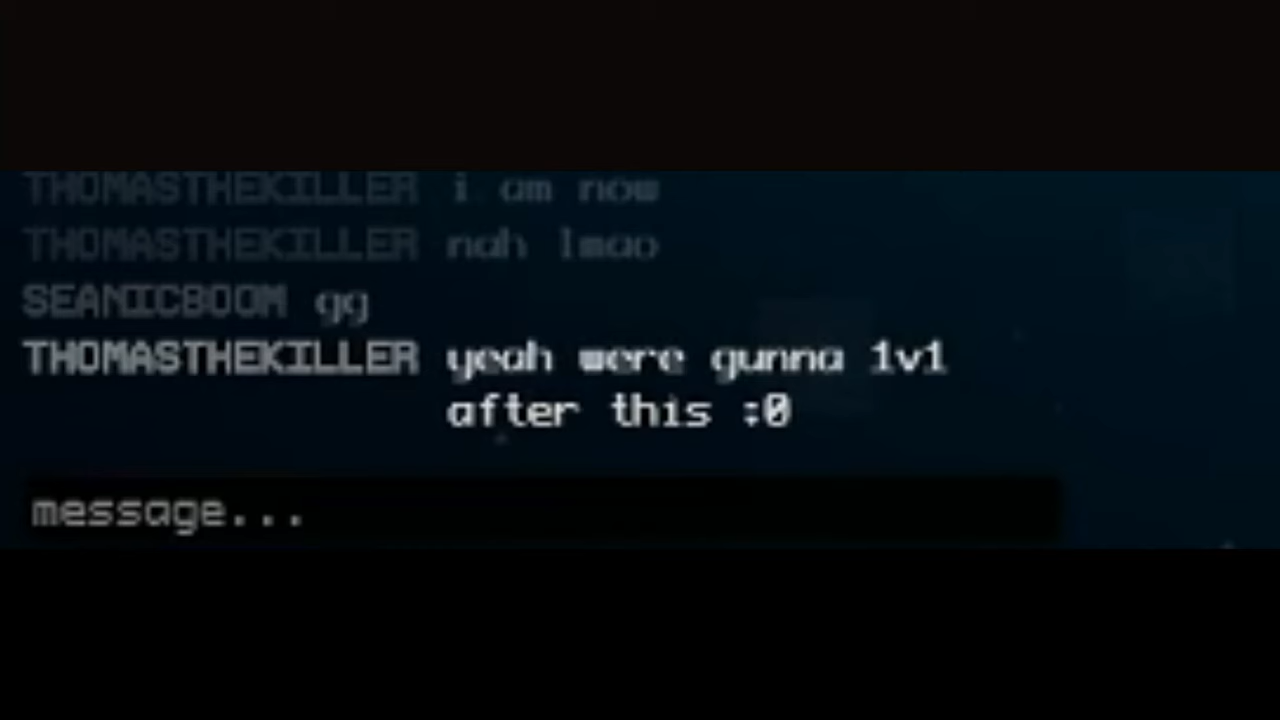 THOMASTHEKILLER i am now
THOMASTHEKILLER nah lmao
SEANICBOOM gg
THOMASTHEKILLER yeah were gunna 1v1
after this :0
message...